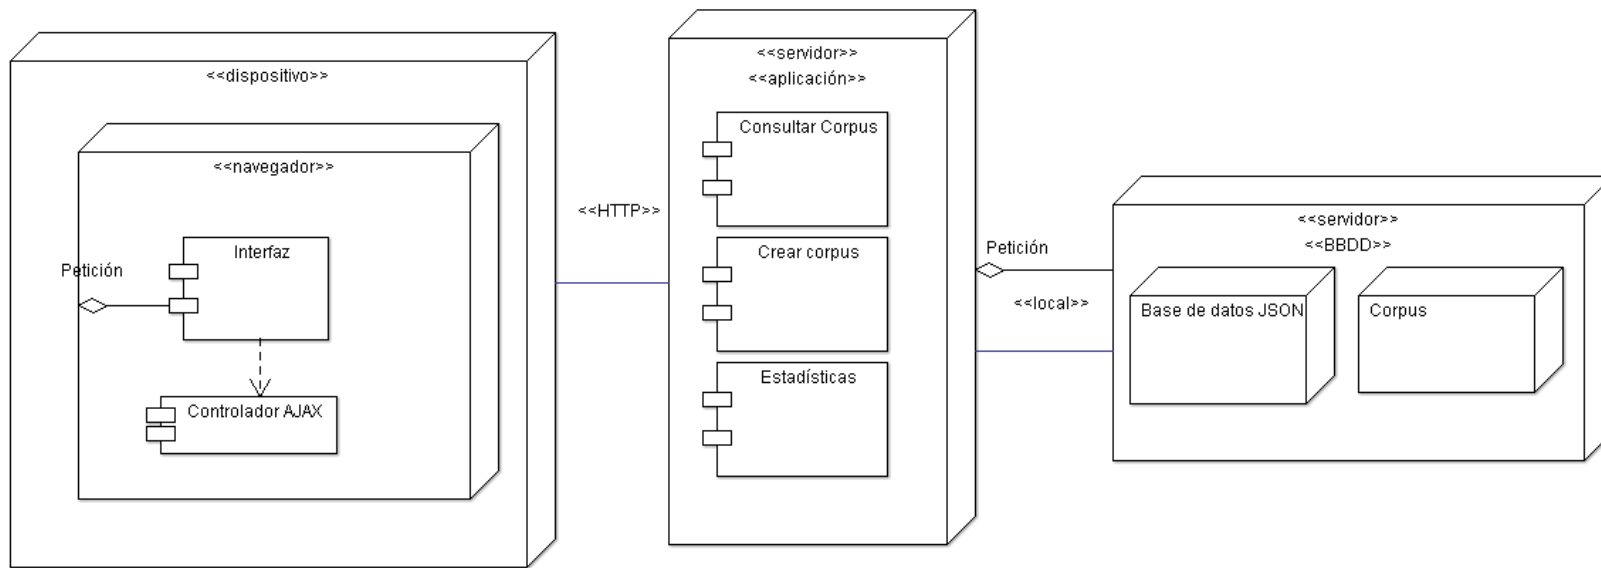 <<dispositivo>>
<<navegador>>
Petición
Interfaz
Controlador AJAX
<<HTTP>>
<<servidor>>
<<aplicación>>
Consultar Corpus
Crear corpus
Estadísticas
Petición
<<local>>
<<servidor>>
<<BBDD>>
Base de datos JSON
Corpus